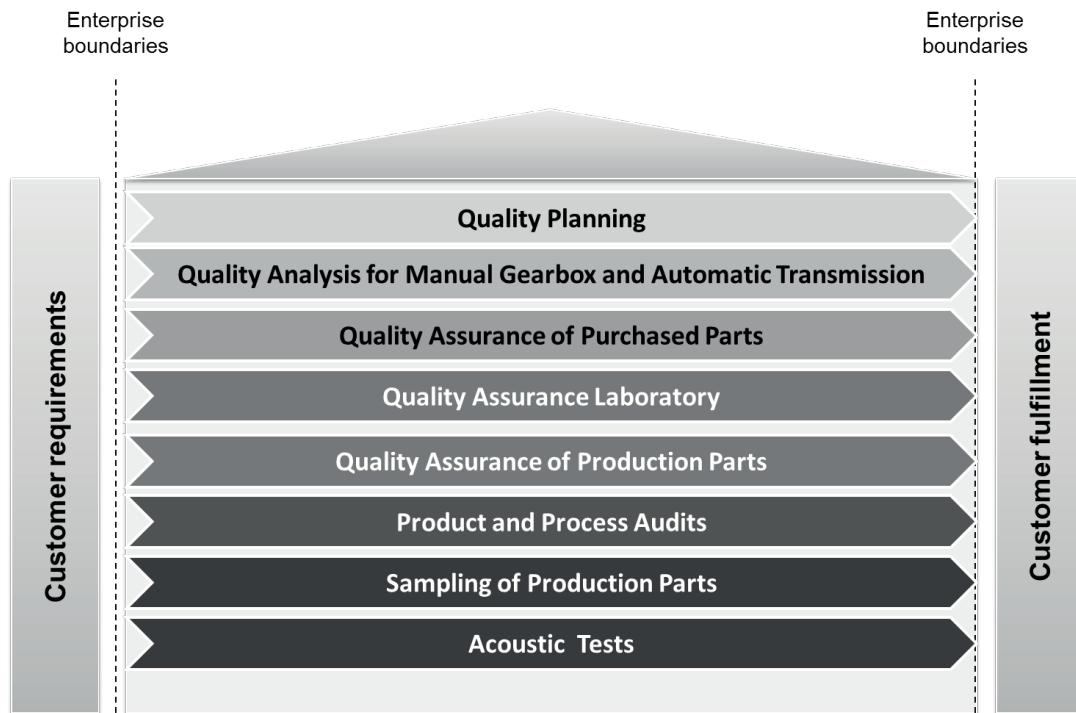 Enterprise
boundaries
Enterprise
boundaries
Customer requirements
Quality Planning
Quality Analysis for Manual Gearbox and Automatic Transmission
Quality Assurance of Purchased Parts
Quality Assurance Laboratory
Quality Assurance of Production Parts
Product and Process Audits
Sampling of Production Parts
Acoustic Tests
Customer fulfillment